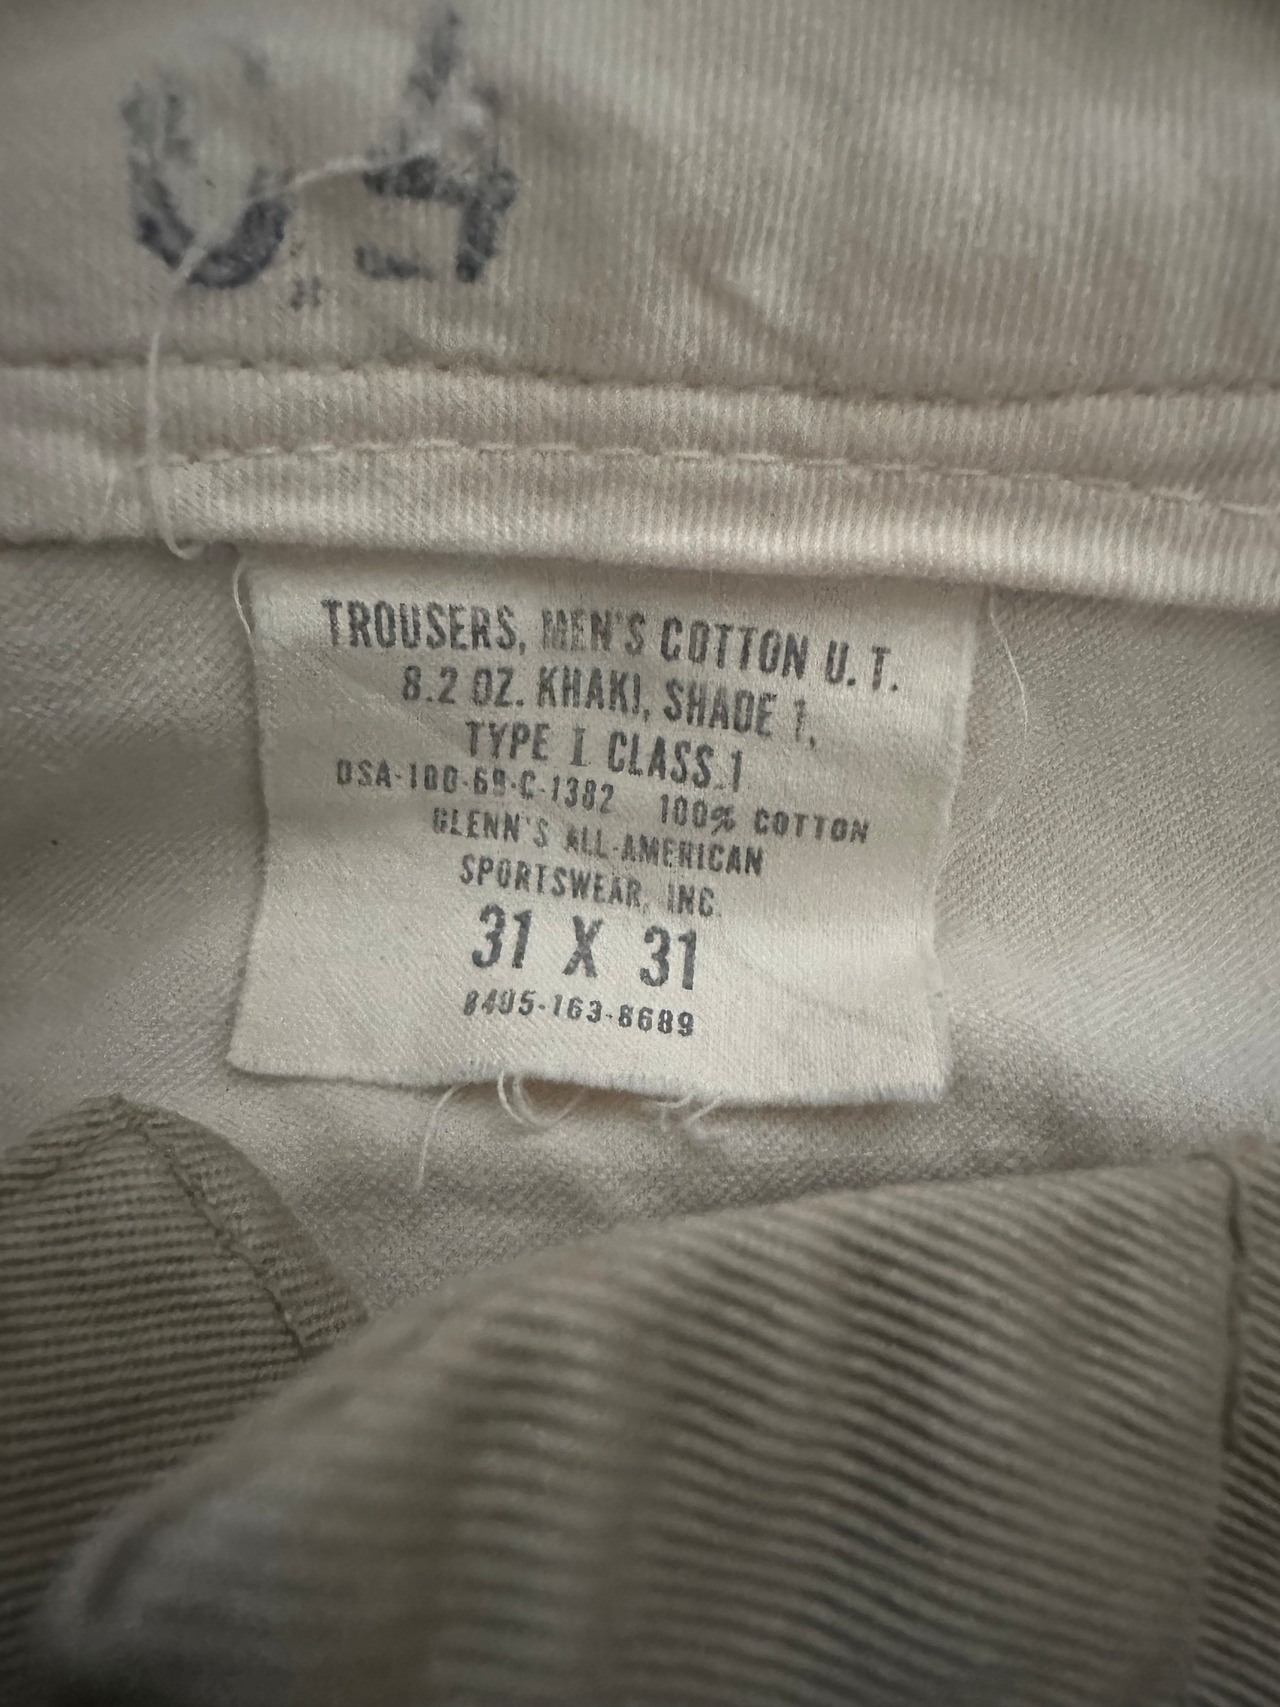 04
TROUSERS, MEN'S COTTON U.T.
8.2 OZ. KHAKI, SHADE 1,
TYPE I CLASS 1
DSA-100-69-C-1382 100% COTTON
GLENN'S ALL-AMERICAN
SPORTSWEAR, INC.
31 X 31
8405-163-8689